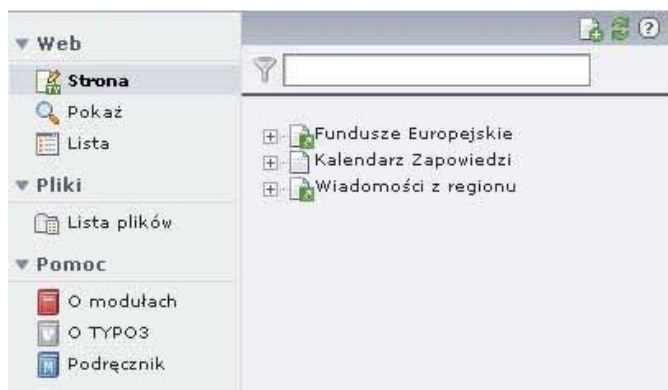 Web
Strona
Pokaż
Lista
Pliki
Lista plików
Pomoc
O modułach
O TYPO3
Podręcznik
Fundusze Europejskie
Kalendarz Zapowiedzi
Wiadomości z regionu